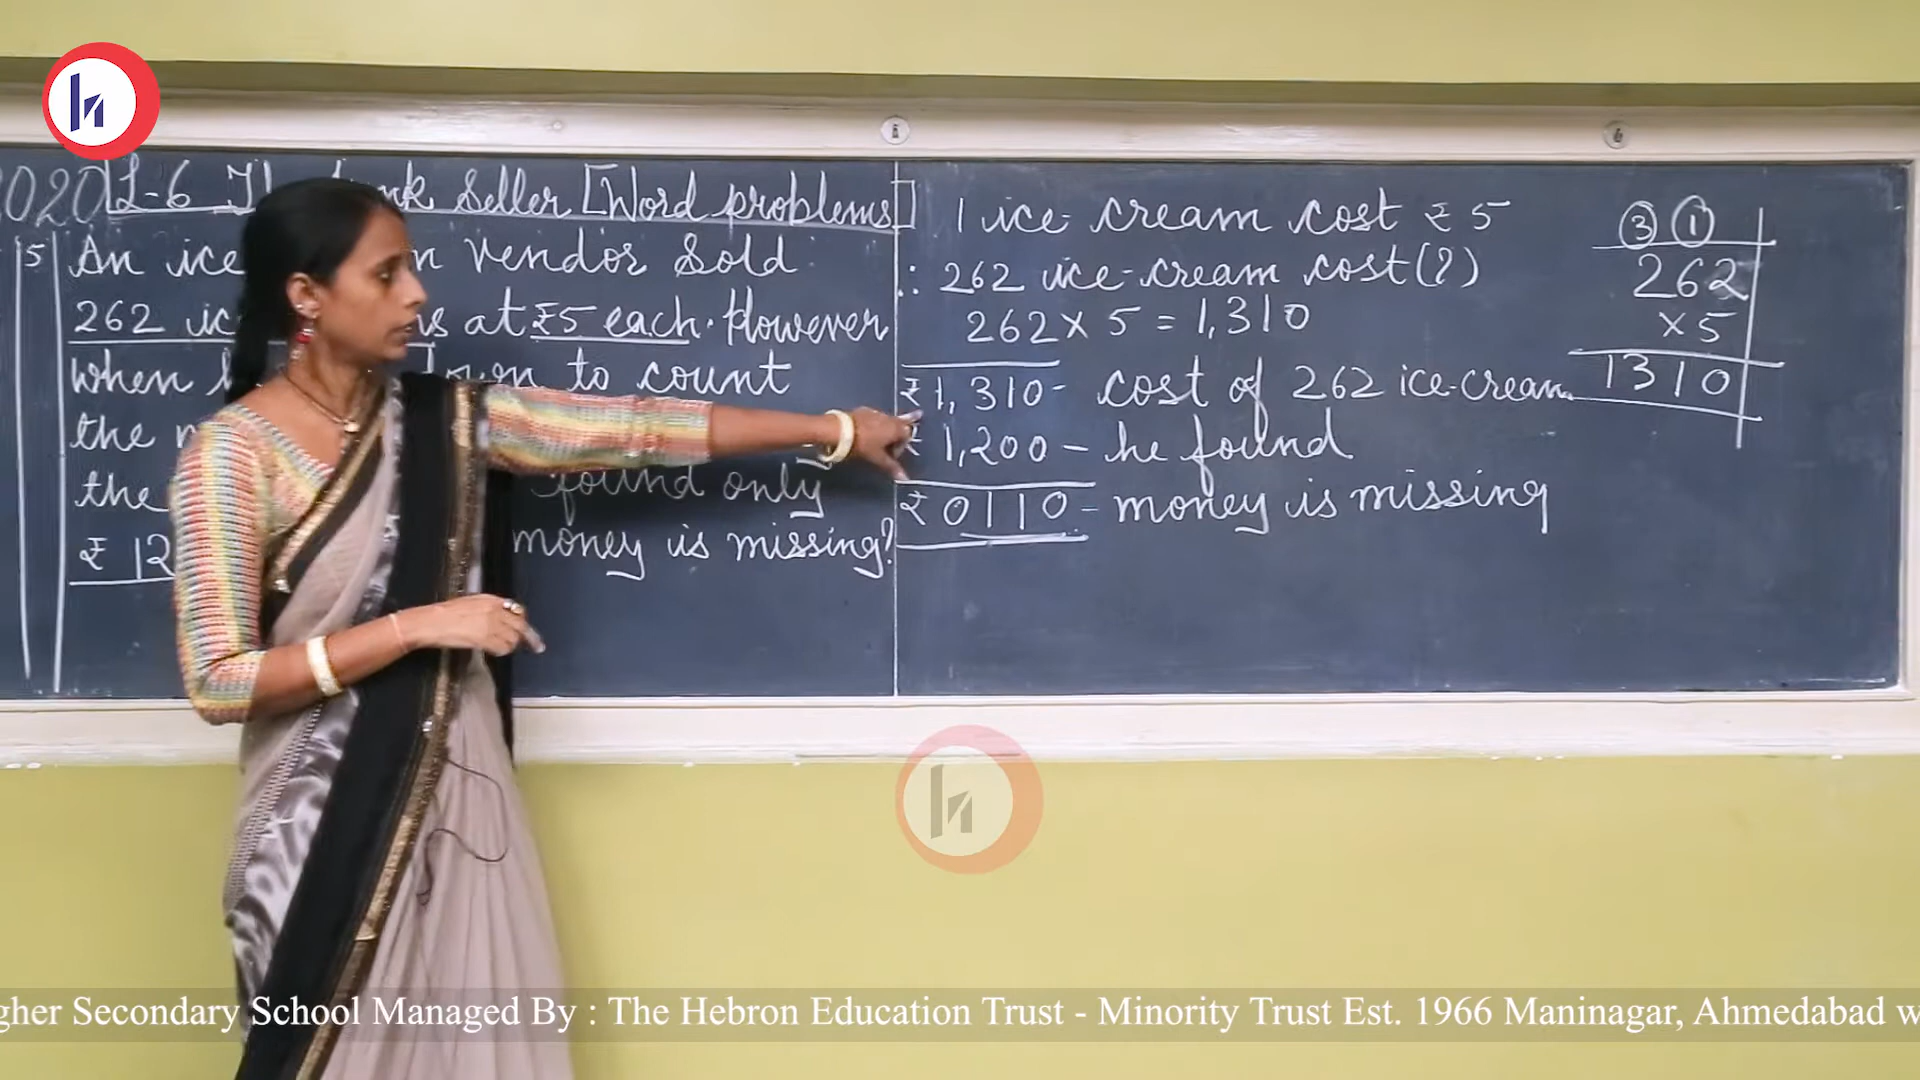 2020 L-6 Seller [Word problems]
5 An ice vendor sold
262 at ₹5 each. However
When to count
the
the found only
₹ 12 money is missing?
1 ice-cream cost ₹ 5
∴ 262 ice-cream cost (?)
262 × 5 = 1,310
₹ 1,310 - cost of 262 ice-cream
₹ 1,200 - he found
₹ 0110 - money is missing
3 1
262
×5
1310
gher Secondary School Managed By : The Hebron Education Trust - Minority Trust Est. 1966 Maninagar, Ahmedabad w